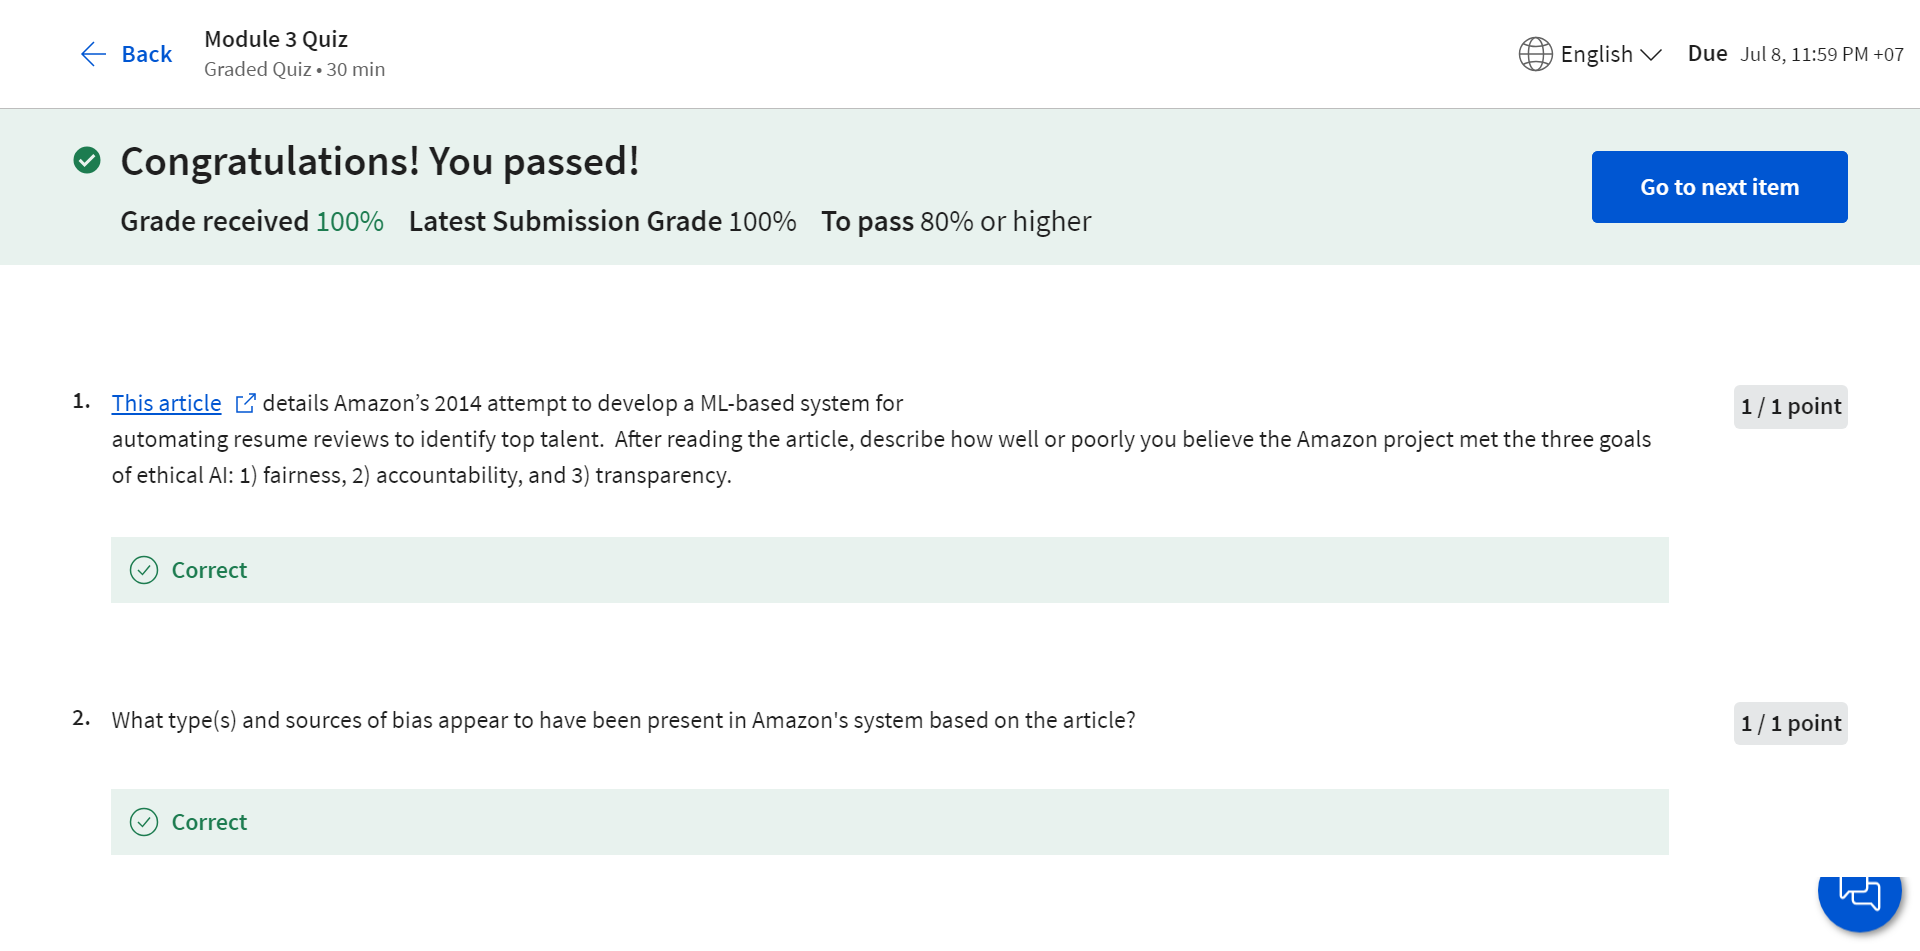 Back
Module 3 Quiz
Graded Quiz • 30 min
English
Due Jul 8, 11:59 PM +07
Congratulations! You passed!
Grade received 100% Latest Submission Grade 100% To pass 80% or higher
Go to next item
1. This article details Amazon’s 2014 attempt to develop a ML-based system for
automating resume reviews to identify top talent.  After reading the article, describe how well or poorly you believe the Amazon project met the three goals
of ethical AI: 1) fairness, 2) accountability, and 3) transparency.
1 / 1 point
Correct
2. What type(s) and sources of bias appear to have been present in Amazon's system based on the article?
1 / 1 point
Correct